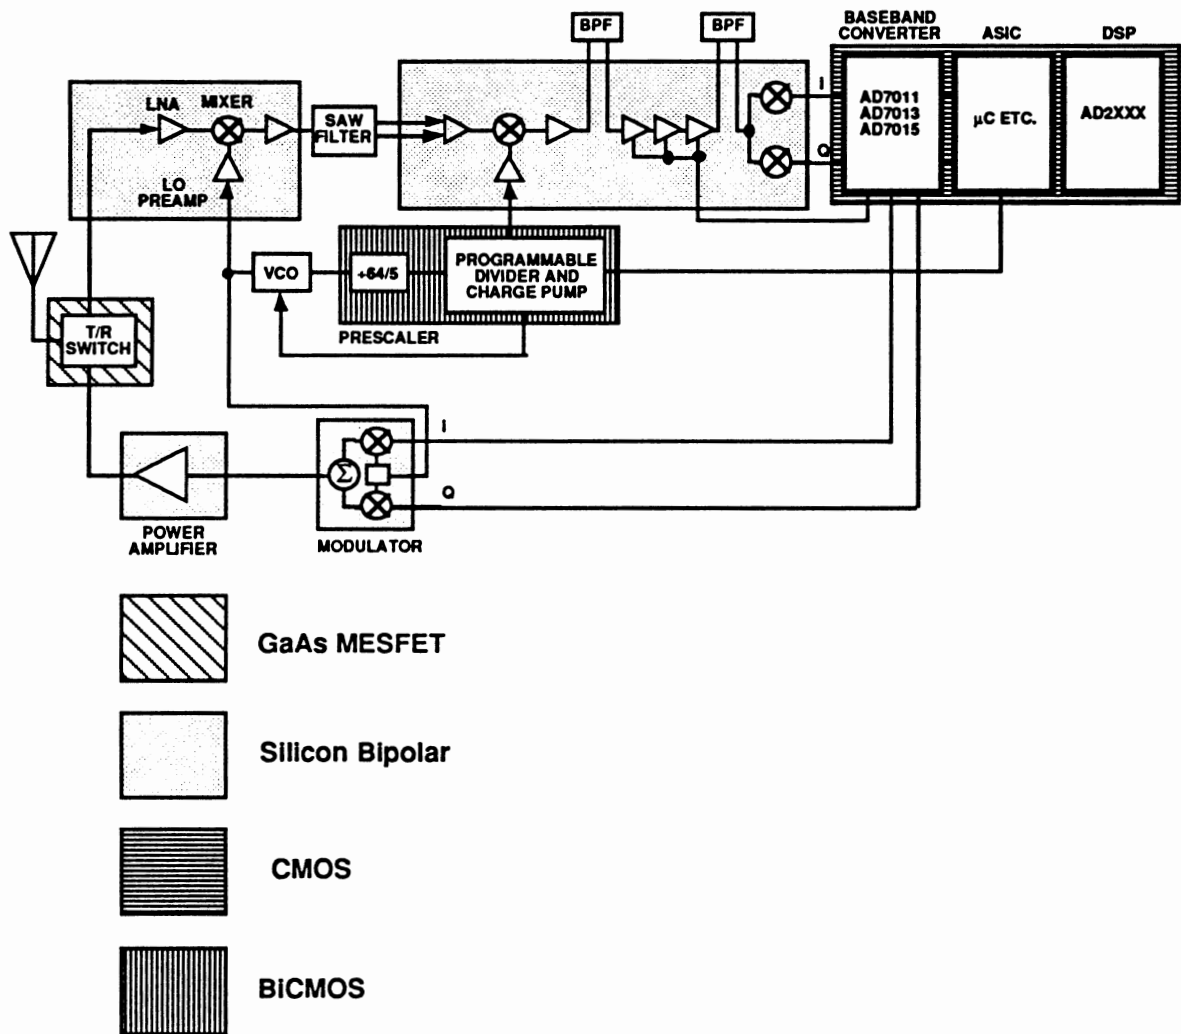 BPF
BPF
BASEBAND
CONVERTER
ASIC
DSP
LNA
MIXER
SAW
FILTER
I
AD7011
AD7013
AD7015
µC ETC.
AD2XXX
Q
LO
PREAMP
VCO
÷64/5
PROGRAMMABLE
DIVIDER AND
CHARGE PUMP
PRESCALER
T/R
SWITCH
I
Σ
Q
POWER
AMPLIFIER
MODULATOR
GaAs MESFET
Silicon Bipolar
CMOS
BiCMOS